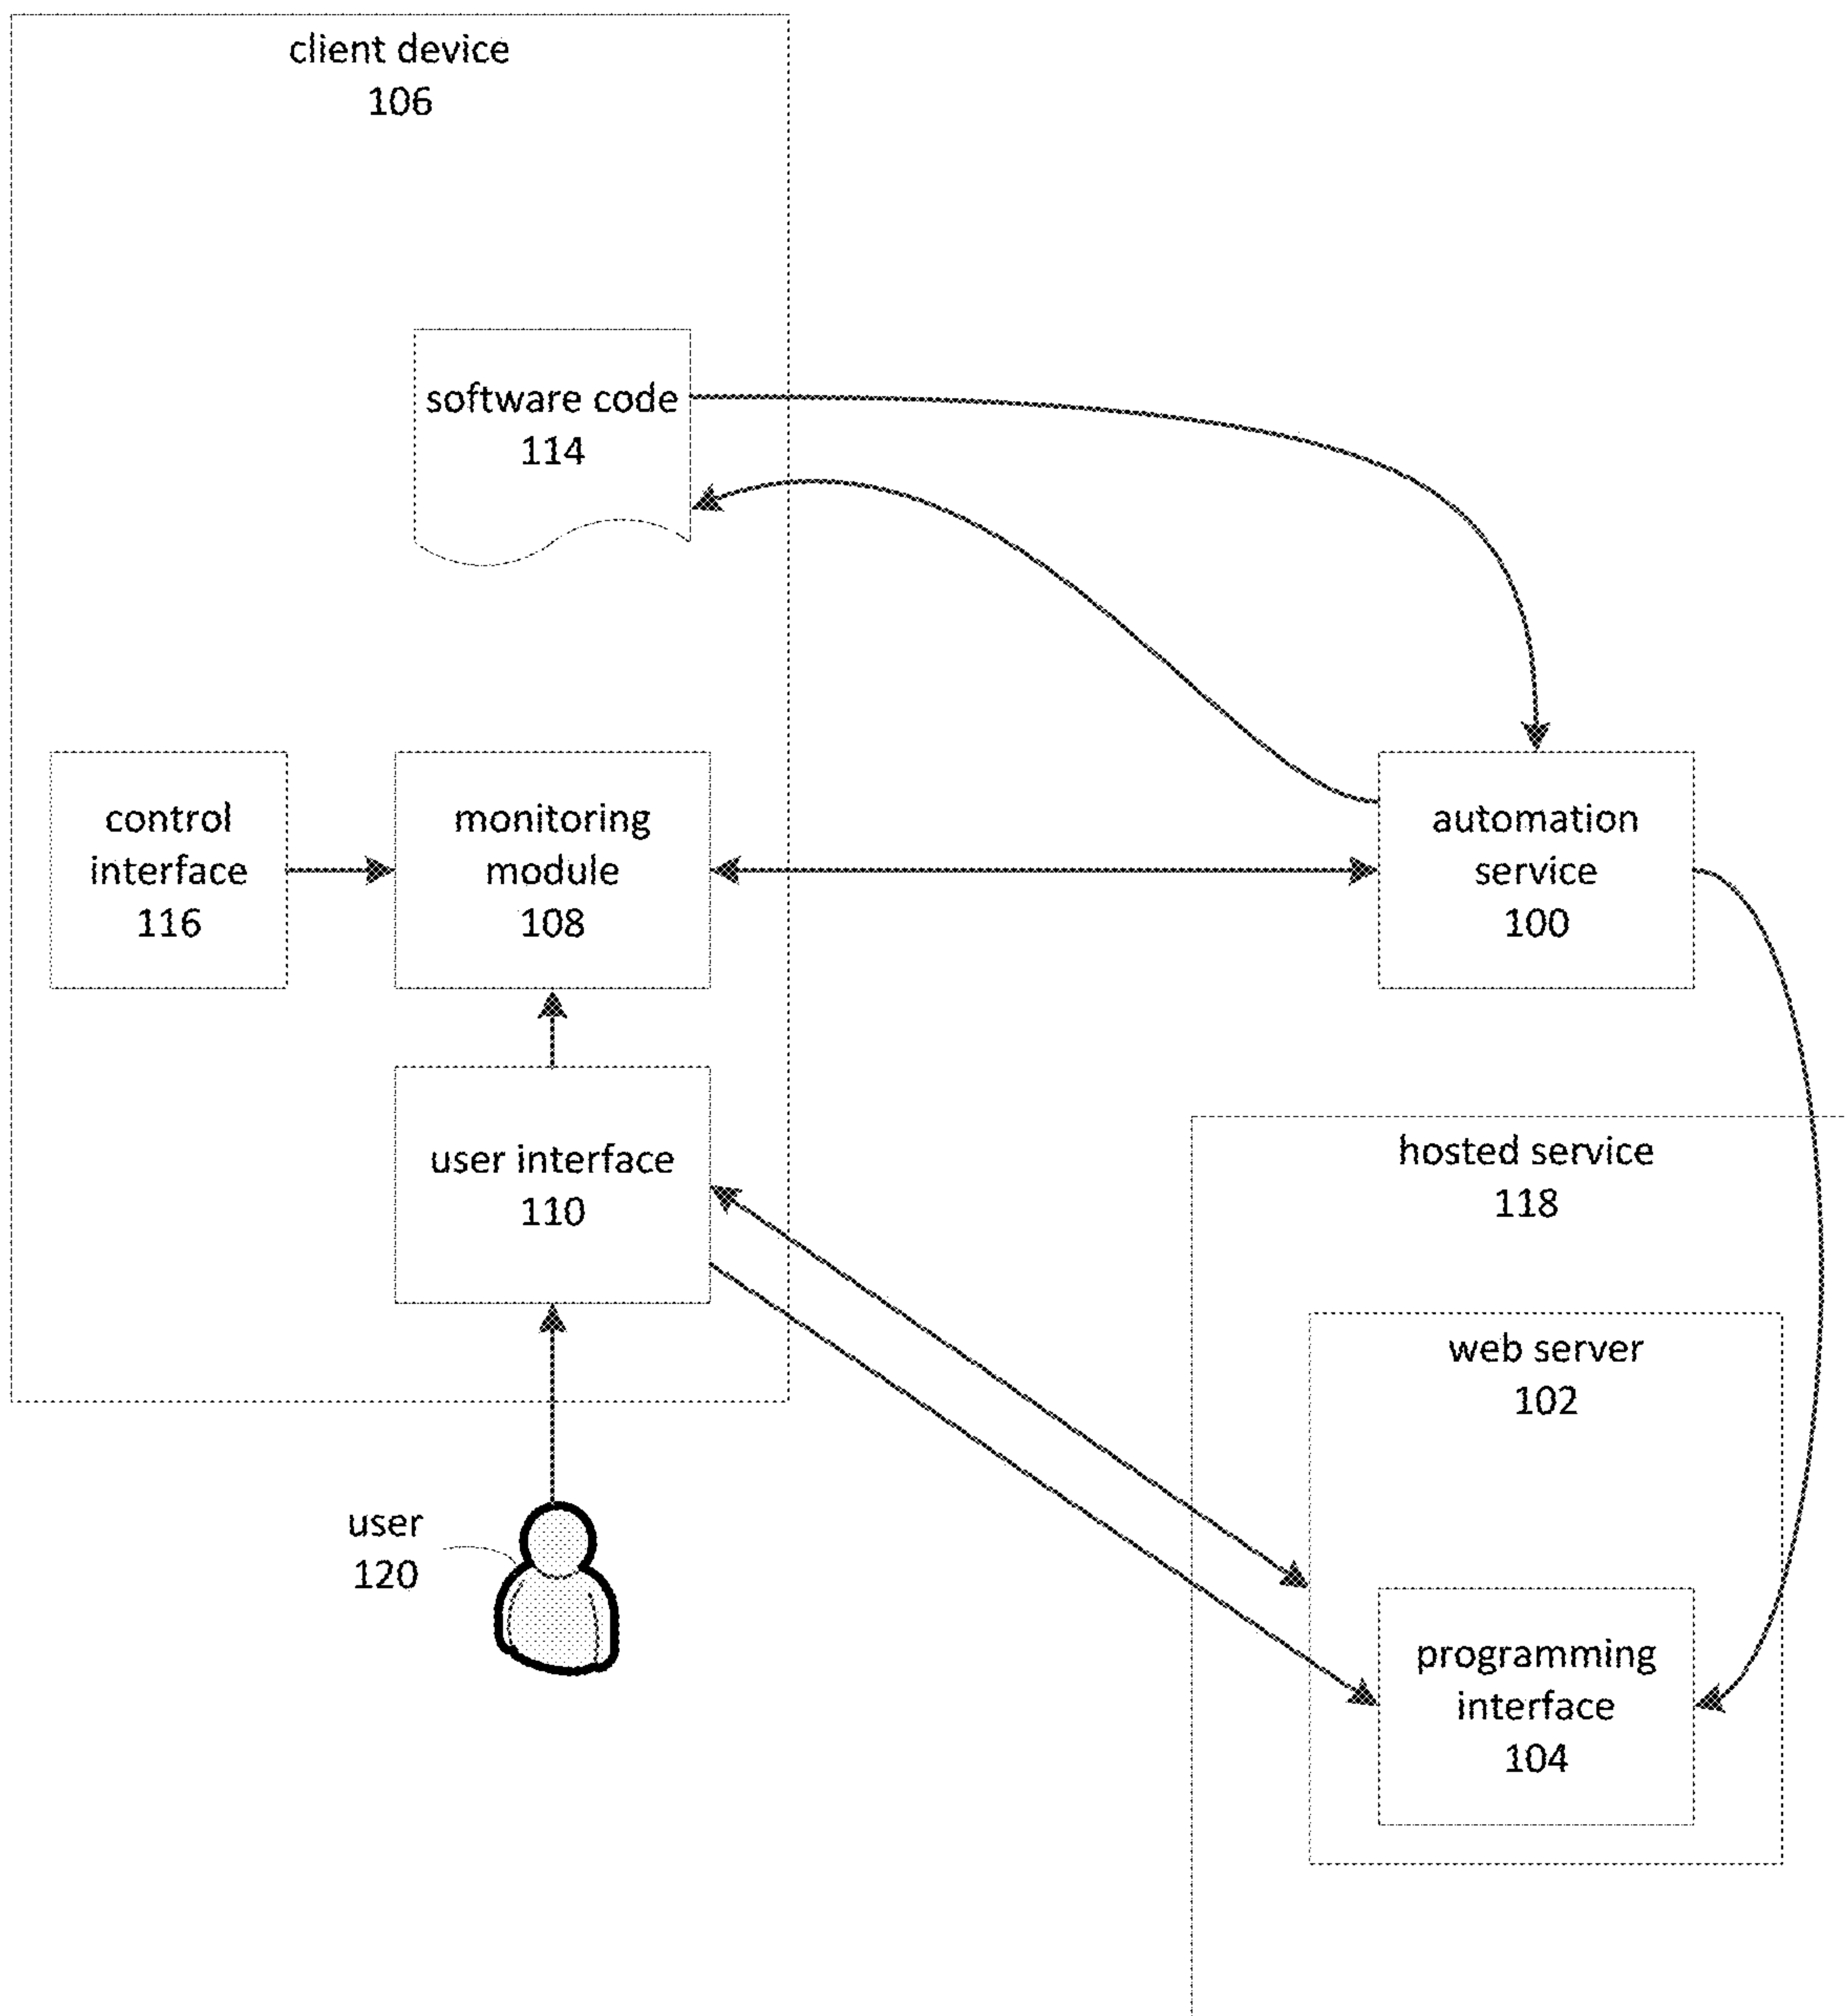 client device
106
software code
114
control
interface
116
monitoring
module
108
automation
service
100
user interface
110
hosted service
118
web server
102
user
120
programming
interface
104